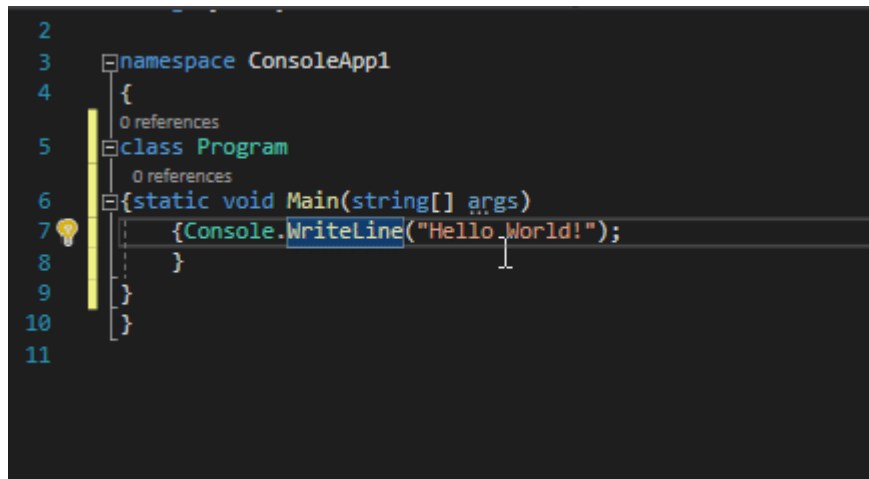 2
3 namespace ConsoleApp1
4 {
0 references
5 class Program
0 references
6 {static void Main(string[] args)
7 {Console.WriteLine("Hello World!");
8 }
9 }
10 }
11